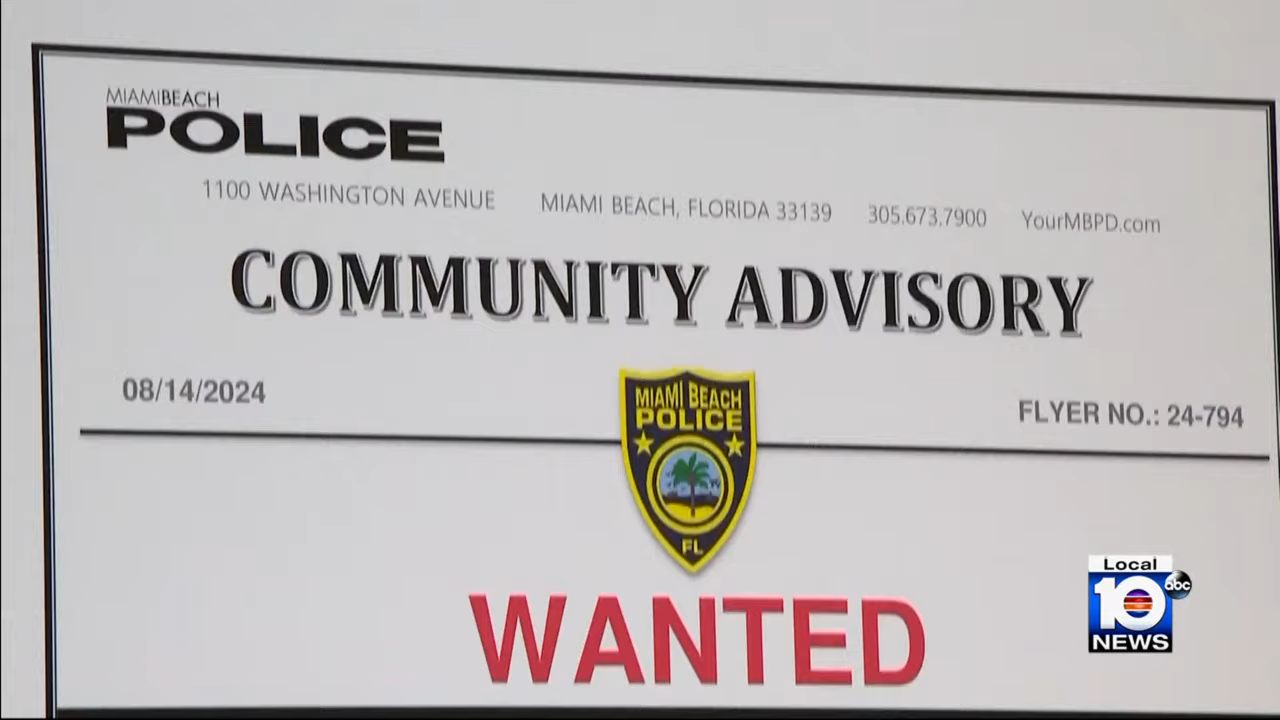 MIAMIBEACH
POLICE
1100 WASHINGTON AVENUE MIAMI BEACH, FLORIDA 33139 305.673.7900 YourMBPD.com
COMMUNITY ADVISORY
08/14/2024
FLYER NO.: 24-794
MIAMI BEACH
POLICE
FL
WANTED
Local
10
abc
NEWS